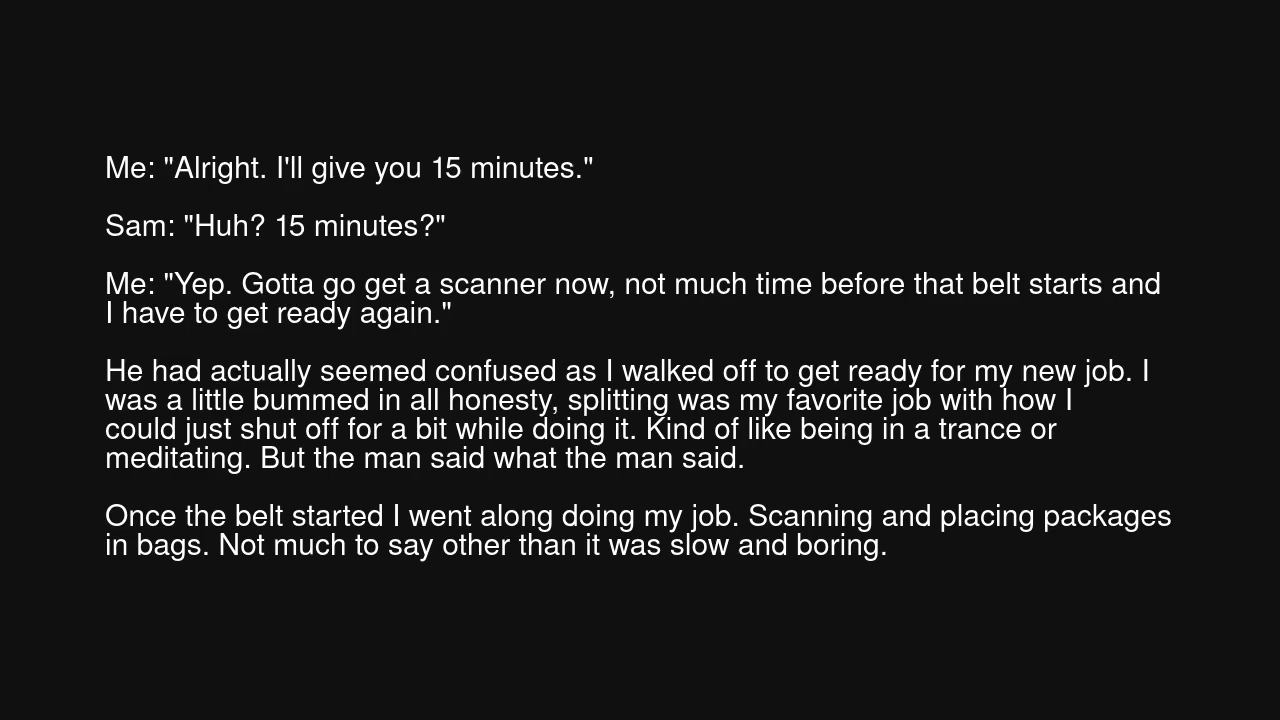 Me: "Alright. I'll give you 15 minutes."
Sam: "Huh? 15 minutes?"
Me: "Yep. Gotta go get a scanner now, not much time before that belt starts and
I have to get ready again."
He had actually seemed confused as I walked off to get ready for my new job. I
was a little bummed in all honesty, splitting was my favorite job with how I
could just shut off for a bit while doing it. Kind of like being in a trance or
meditating. But the man said what the man said.
Once the belt started I went along doing my job. Scanning and placing packages
in bags. Not much to say other than it was slow and boring.